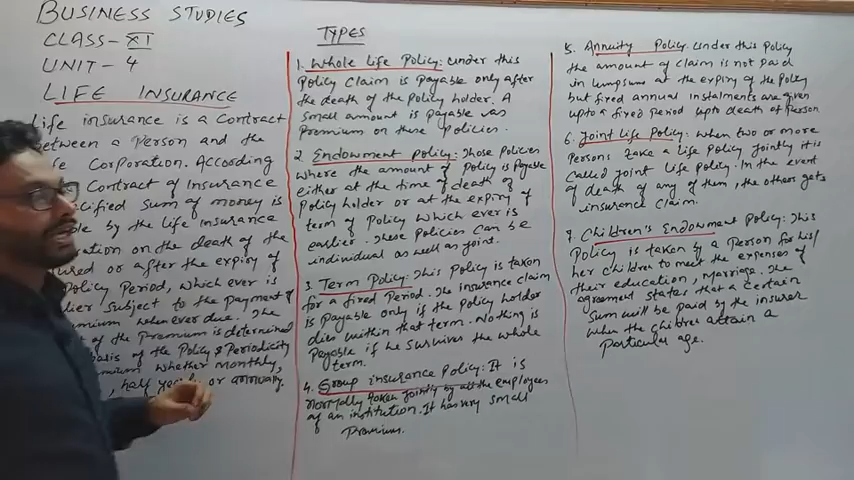 BUSINESS STUDIES
CLASS- XI
UNIT- 4
LIFE INSURANCE
Life insurance is a Contract
between a Person and the
Corporation. According
Contract of Insurance
Sum of money is
by the life insurance
on the death of the
or after the expiry of
Policy Period, which ever is
Subject to the Payment of
whenever due. The
of the Premium is determined
basis of the Policy & Periodicity
whether monthly,
, half yearly or annually.
TYPES
1. Whole life Policy: under this
Policy Claim is Payable only after
the death of the Policy holder. A
Small amount is Payable as
Premium on these Policies.
2. Endowment policy: Those Policies
where the amount of Policy is Payable
either at the time of death of
Policy holder or at the expiry of
term of Policy which ever is
earlier. These Policies can be
individual as well as joint.
3. Term Policy: This Policy is taken
for a fixed Period. The insurance claim
is Payable only if the Policy holder
dies within that term. Nothing is
Payable if he survives the whole
term.
4. Group insurance Policy: It is
normally taken jointly by all the employees
of an institution. It has very small
Premium.
5. Annuity Policy. Under this Policy
the amount of claim is not Paid
in lumpsums at the expiry of the Policy
but fixed annual instalments are given
upto a fixed Period upto death of Person
6. Joint life Policy: when two or more
Persons take a life Policy jointly it is
called joint life Policy. In the event
of death of any of them, the others gets
insurance claim.
7. Children's Endowment Policy: This
Policy is taken by a Person for his/
her children to meet the expenses of
their education, marriage. The
agreement states that a certain
Sum will be paid by the insurer
when the children attain a
Particular age.